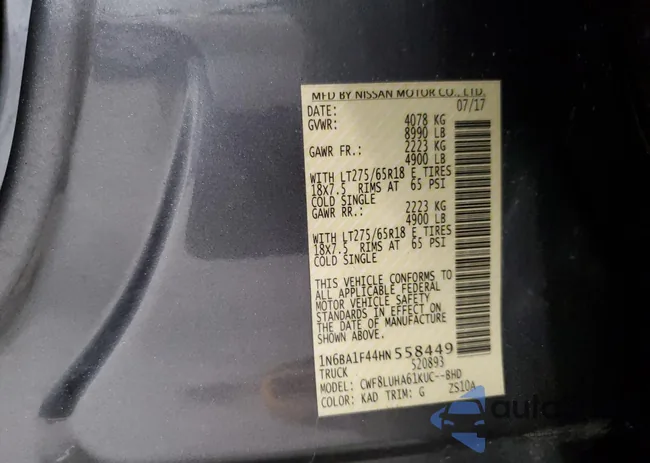 MFD BY NISSAN MOTOR CO., LTD.
DATE: 07/17
GVWR: 4078 KG
8990 LB
GAWR FR.: 2223 KG
4900 LB
WITH LT275/65R18 E TIRES
18x7.5 RIMS AT 65 PSI
COLD SINGLE
GAWR RR.: 2223 KG
4900 LB
WITH LT275/65R18 E TIRES
18x7.5 RIMS AT 65 PSI
COLD SINGLE
THIS VEHICLE CONFORMS TO
ALL APPLICABLE FEDERAL
MOTOR VEHICLE SAFETY
STANDARDS IN EFFECT ON
THE DATE OF MANUFACTURE
SHOWN ABOVE.
1N6BA1F44HN558449
TRUCK S20893
MODEL: CWF8LUHA61KUC--BHD
COLOR: KAD TRIM: G ZS10A